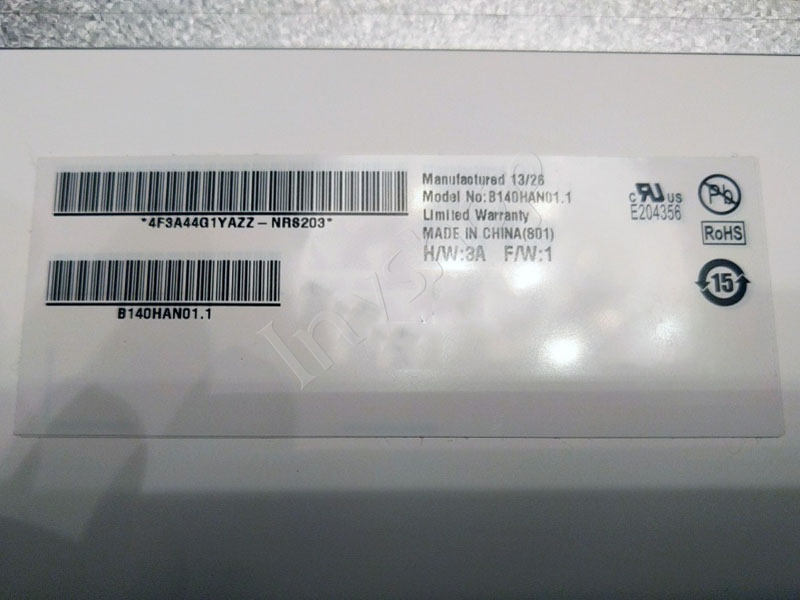 *4F3A44G1YAZZ-NR8203*
B140HAN01.1
Manufactured 13/26
Model No:B140HAN01.1
Limited Warranty
MADE IN CHINA(801)
H/W:3A F/W:1
c RU US
E204356
Pb
RoHS
15